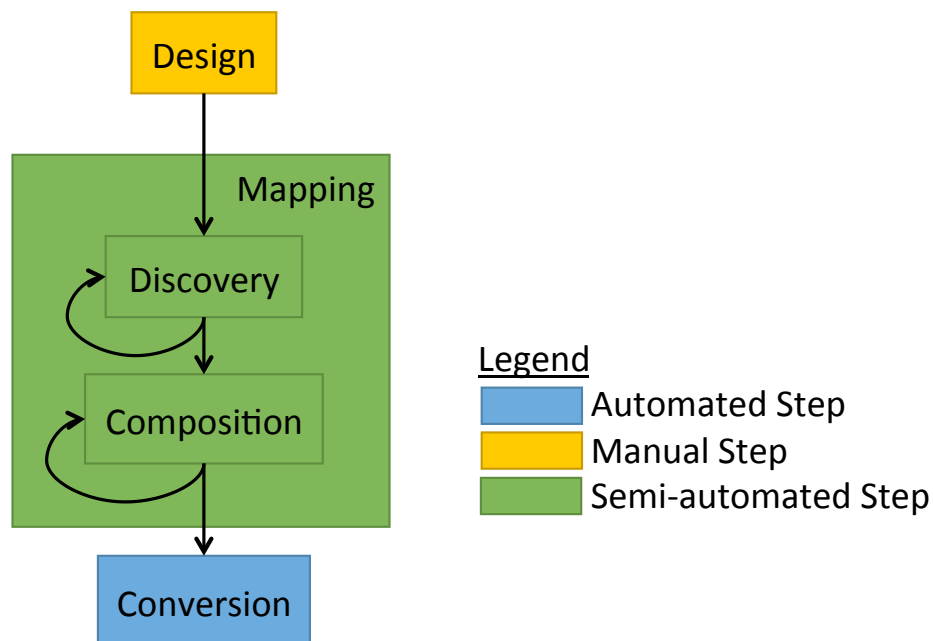 Design
Mapping
Discovery
Composition
Conversion
Legend
Automated Step
Manual Step
Semi-automated Step